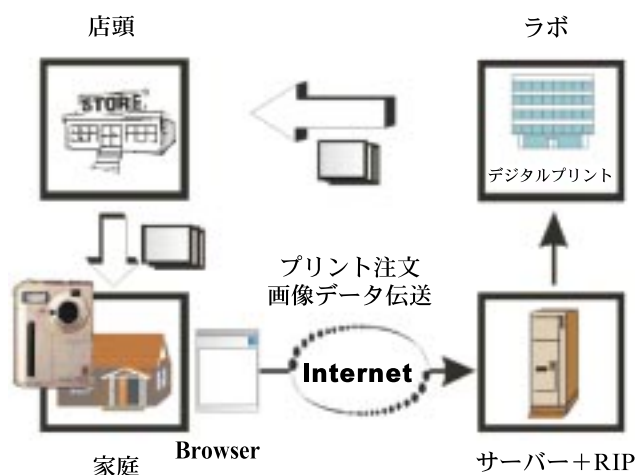 店頭
ラボ
STORE
デジタルプリント
プリント注文
画像データ伝送
Internet
Browser
家庭
サーバー+RIP